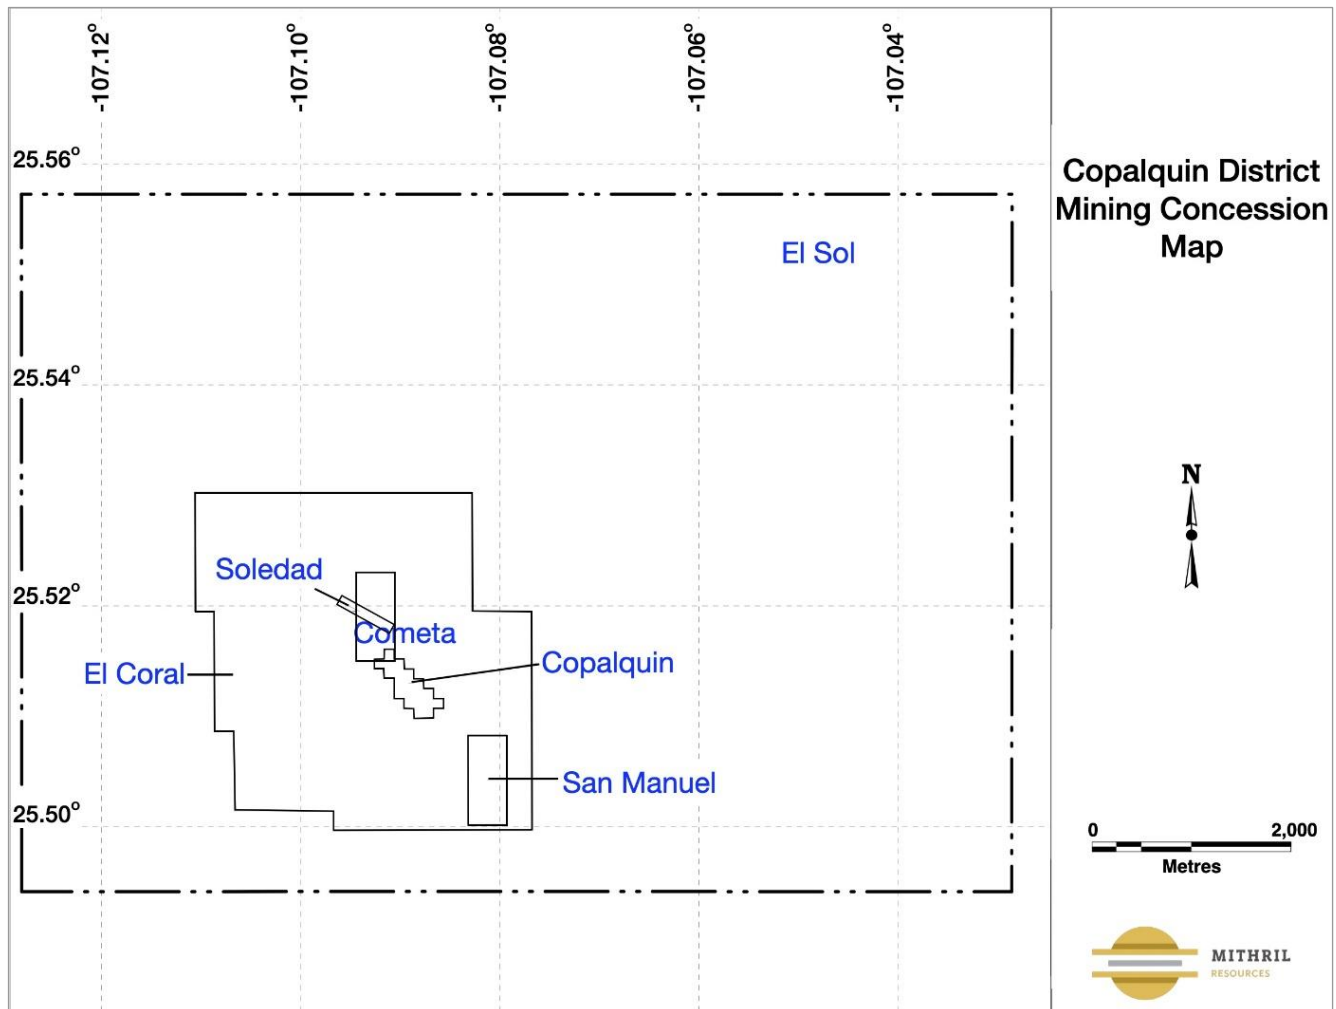 -107.12°
-107.10°
-107.08°
-107.06°
-107.04°
25.56°
25.54°
25.52°
25.50°
El Sol
Soledad
Cometa
Copalquin
El Coral
San Manuel
Copalquin District
Mining Concession
Map
N
0 2,000
Metres
MITHRIL
RESOURCES